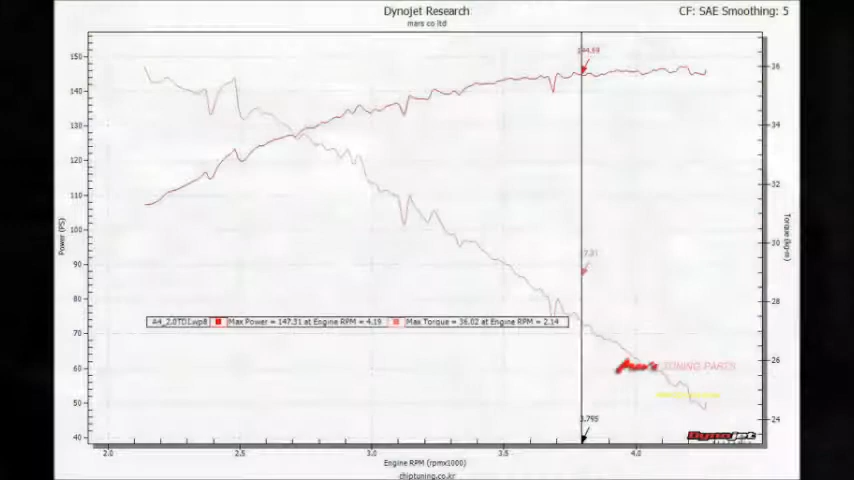 Dynojet Research
mars co ltd
CF: SAE Smoothing: 5
150
140
130
120
110
100
90
80
70
60
50
40
Power (PS)
36
34
32
30
28
26
24
Torque (kg-m)
7.31
A4_2.0TDI.wp8 Max Power = 147.31 at Engine RPM = 4.19 Max Torque = 36.02 at Engine RPM = 2.14
TUNING PARTS
3.795
Dynojet
2.0 2.5 3.0 3.5 4.0
Engine RPM (rpmx1000)
chiptuning.co.kr